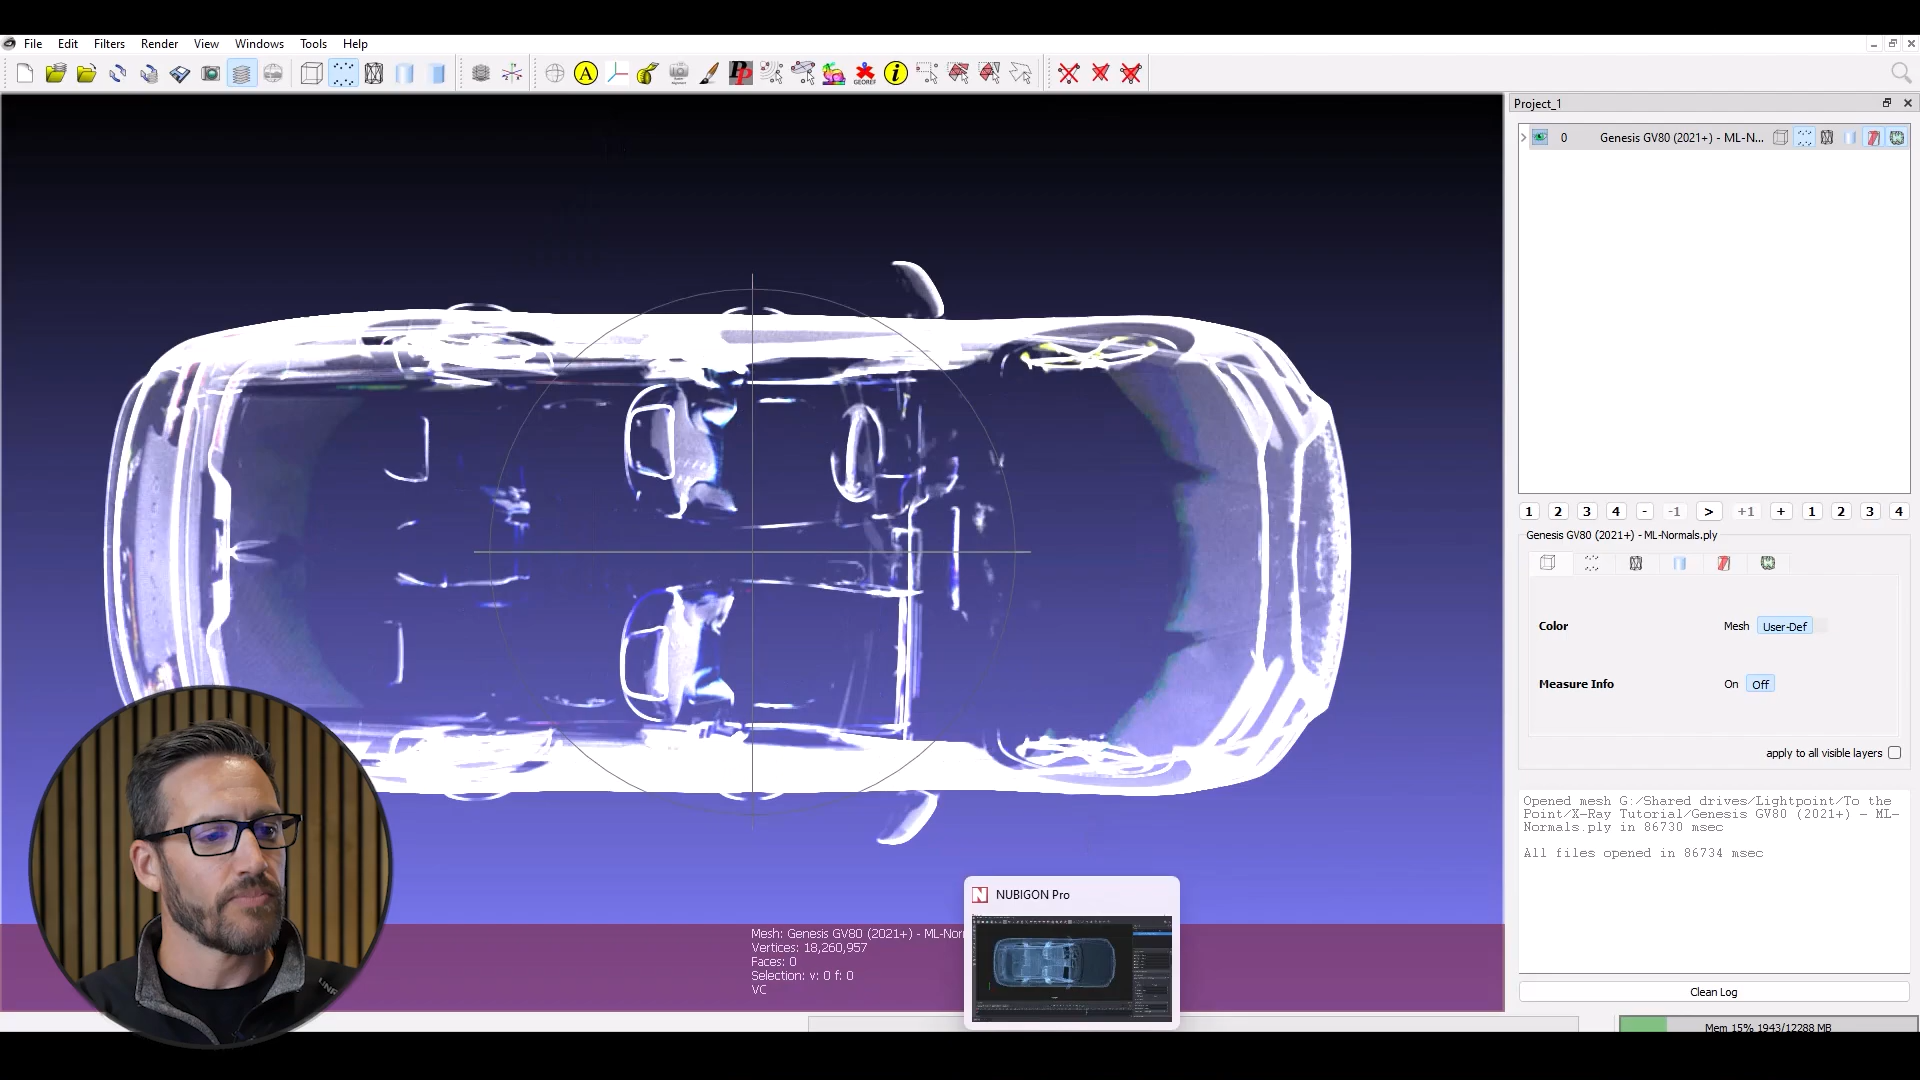 File Edit Filters Render View Windows Tools Help
A
PP
GEOREF
i
Project_1
0 Genesis GV80 (2021+) - ML-N...
1 2 3 4 - -1 > +1 + 1 2 3 4
Genesis GV80 (2021+) - ML-Normals.ply
Color Mesh User-Def
Measure Info On Off
apply to all visible layers
Opened mesh G:/Shared drives/Lightpoint/To the
Point/X-Ray Tutorial/Genesis GV80 (2021+) - ML-
Normals.ply in 86730 msec
All files opened in 86734 msec
Clean Log
Mem 15% 1943/12288 MB
NUBIGON Pro
Mesh: Genesis GV80 (2021+) - ML-Norm
Vertices: 18,260,957
Faces: 0
Selection: v: 0 f: 0
VC